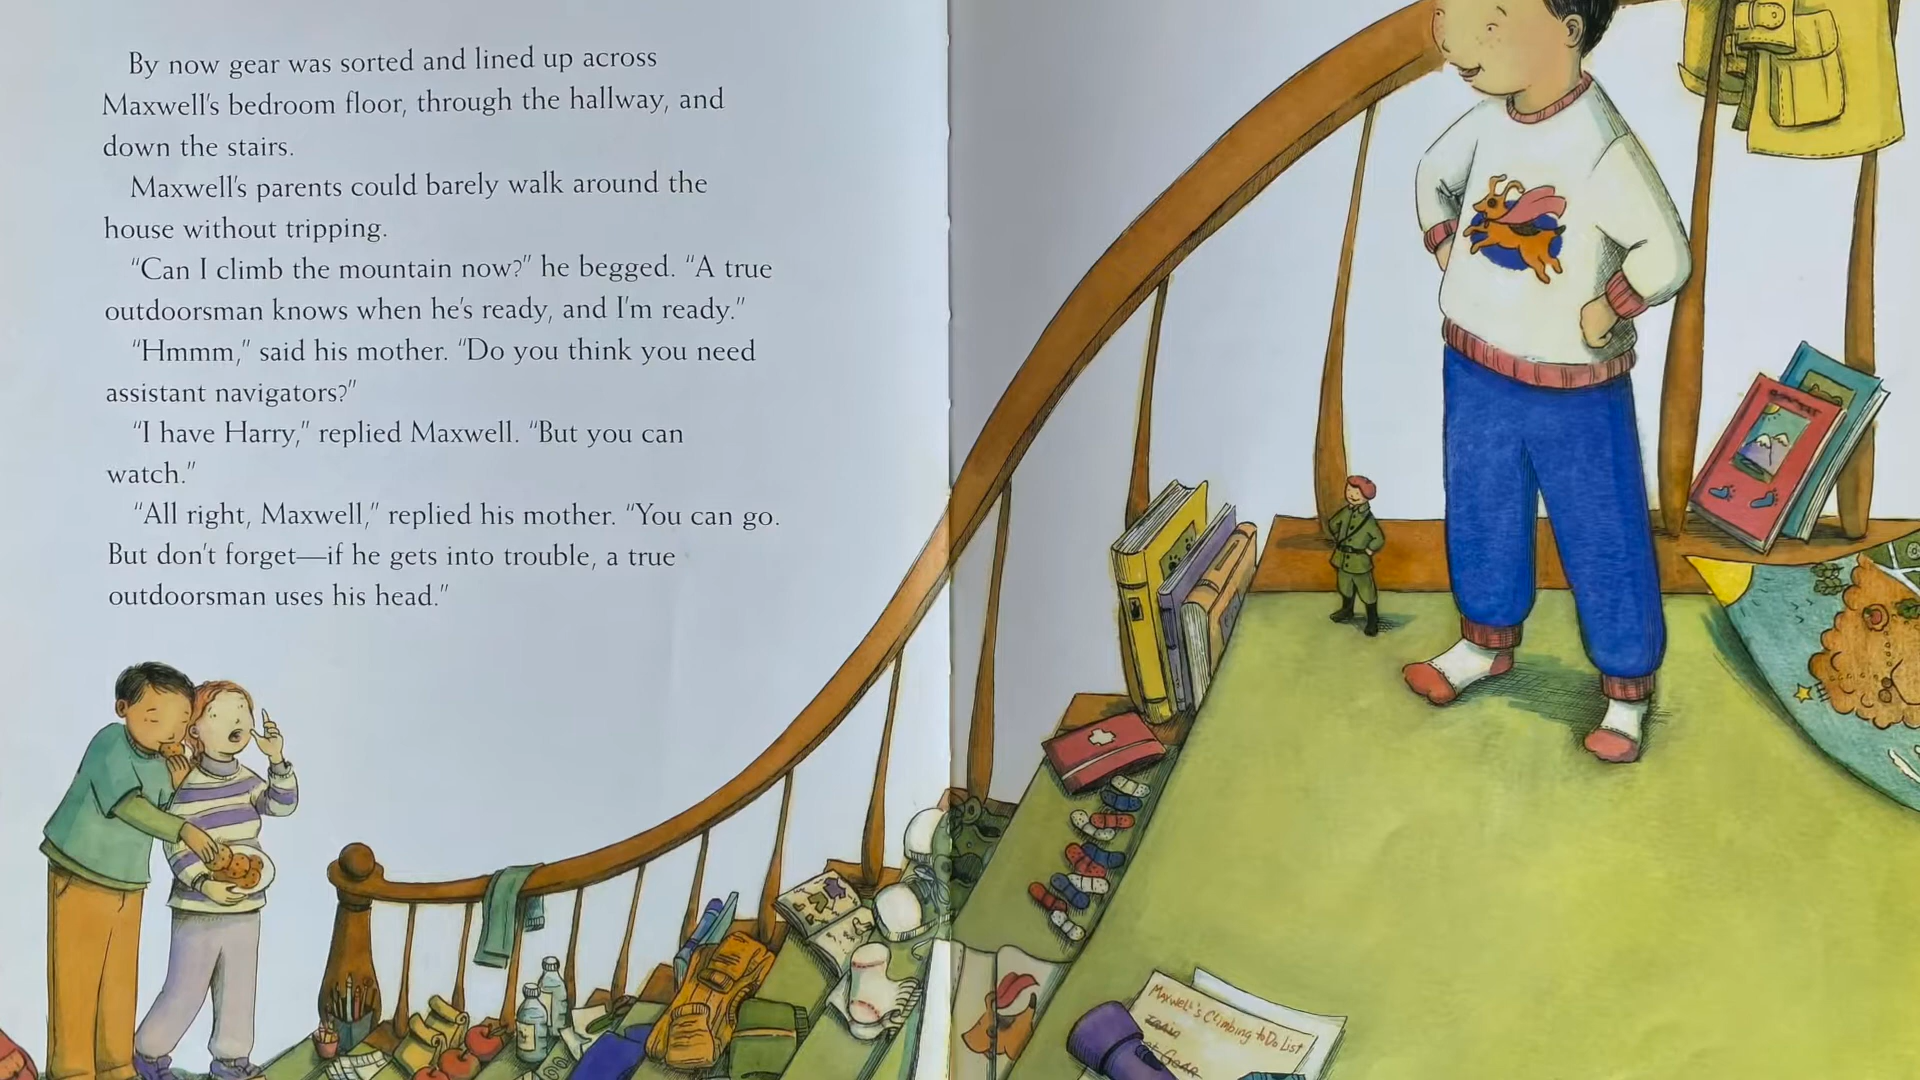 By now gear was sorted and lined up across
Maxwell's bedroom floor, through the hallway, and
down the stairs.
Maxwell's parents could barely walk around the
house without tripping.
“Can I climb the mountain now?” he begged. “A true
outdoorsman knows when he's ready, and I'm ready.”
“Hmmm,” said his mother. “Do you think you need
assistant navigators?”
“I have Harry,” replied Maxwell. “But you can
watch.”
“All right, Maxwell,” replied his mother. “You can go.
But don't forget—if he gets into trouble, a true
outdoorsman uses his head.”
Maxwell's Climbing to Do List